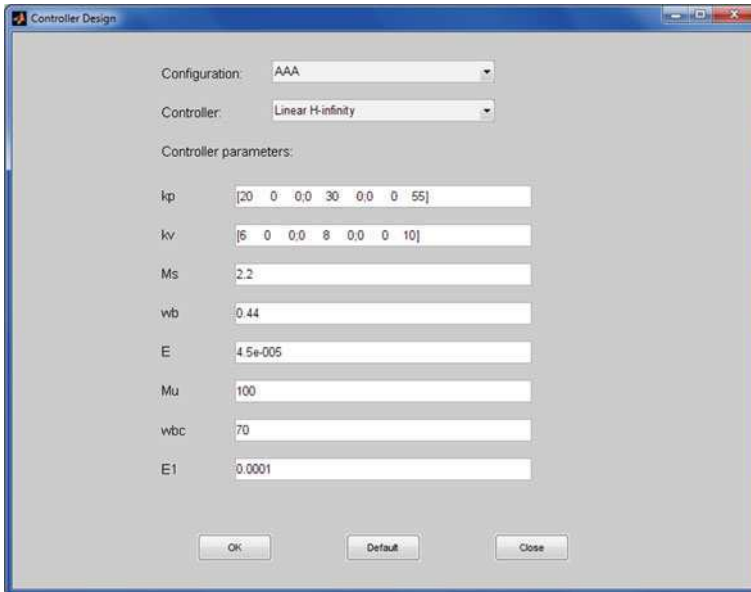 Controller Design
Configuration: AAA
Controller: Linear H-infinity
Controller parameters:
kp [20 0 0;0 30 0;0 0 55]
kv [6 0 0;0 8 0;0 0 10]
Ms 2.2
wb 0.44
E 4.5e-005
Mu 100
wbc 70
E1 0.0001
OK Default Close